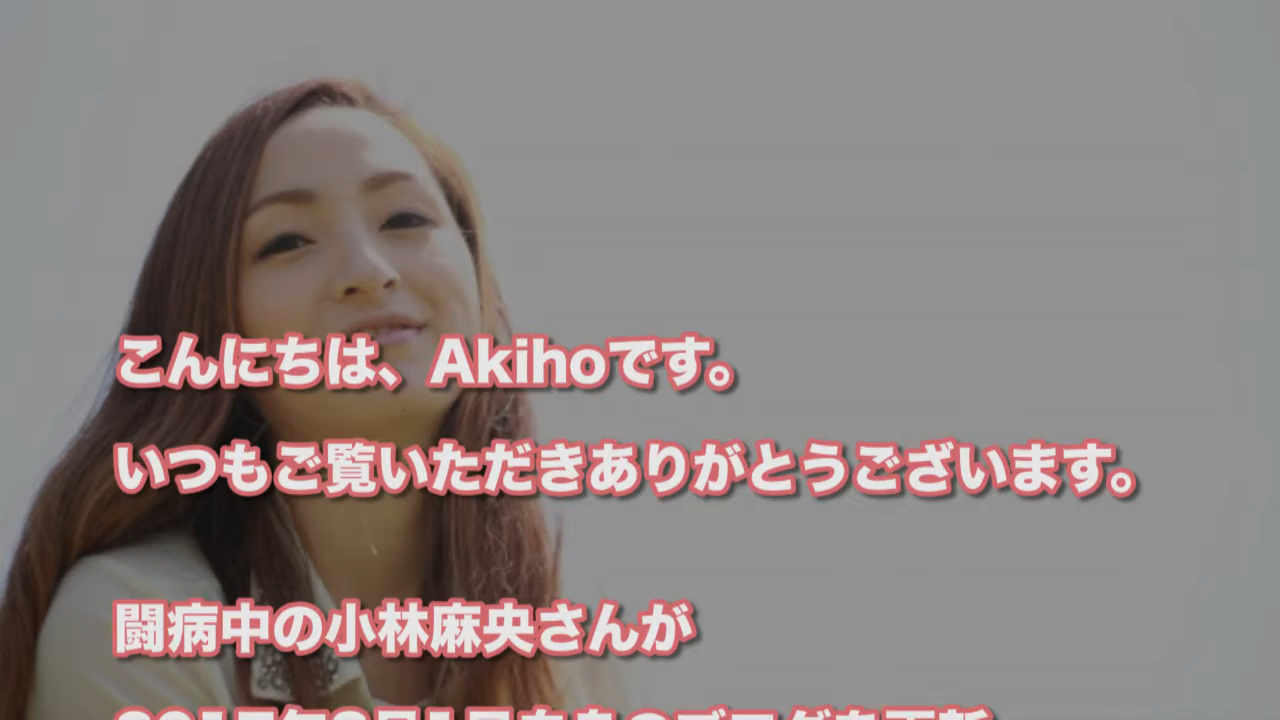 こんにちは、Akihoです。
いつもご覧いただきありがとうございます。
闘病中の小林麻央さんが